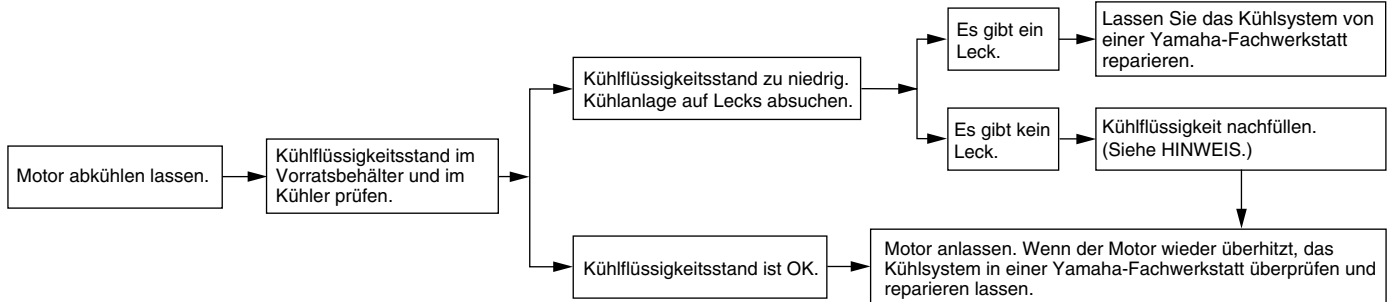 Motor abkühlen lassen.
Kühlflüssigkeitsstand im
Vorratsbehälter und im
Kühler prüfen.
Kühlflüssigkeitsstand zu niedrig.
Kühlanlage auf Lecks absuchen.
Es gibt ein
Leck.
Lassen Sie das Kühlsystem von
einer Yamaha-Fachwerkstatt
reparieren.
Es gibt kein
Leck.
Kühlflüssigkeit nachfüllen.
(Siehe HINWEIS.)
Kühlflüssigkeitsstand ist OK.
Motor anlassen. Wenn der Motor wieder überhitzt, das
Kühlsystem in einer Yamaha-Fachwerkstatt überprüfen und
reparieren lassen.